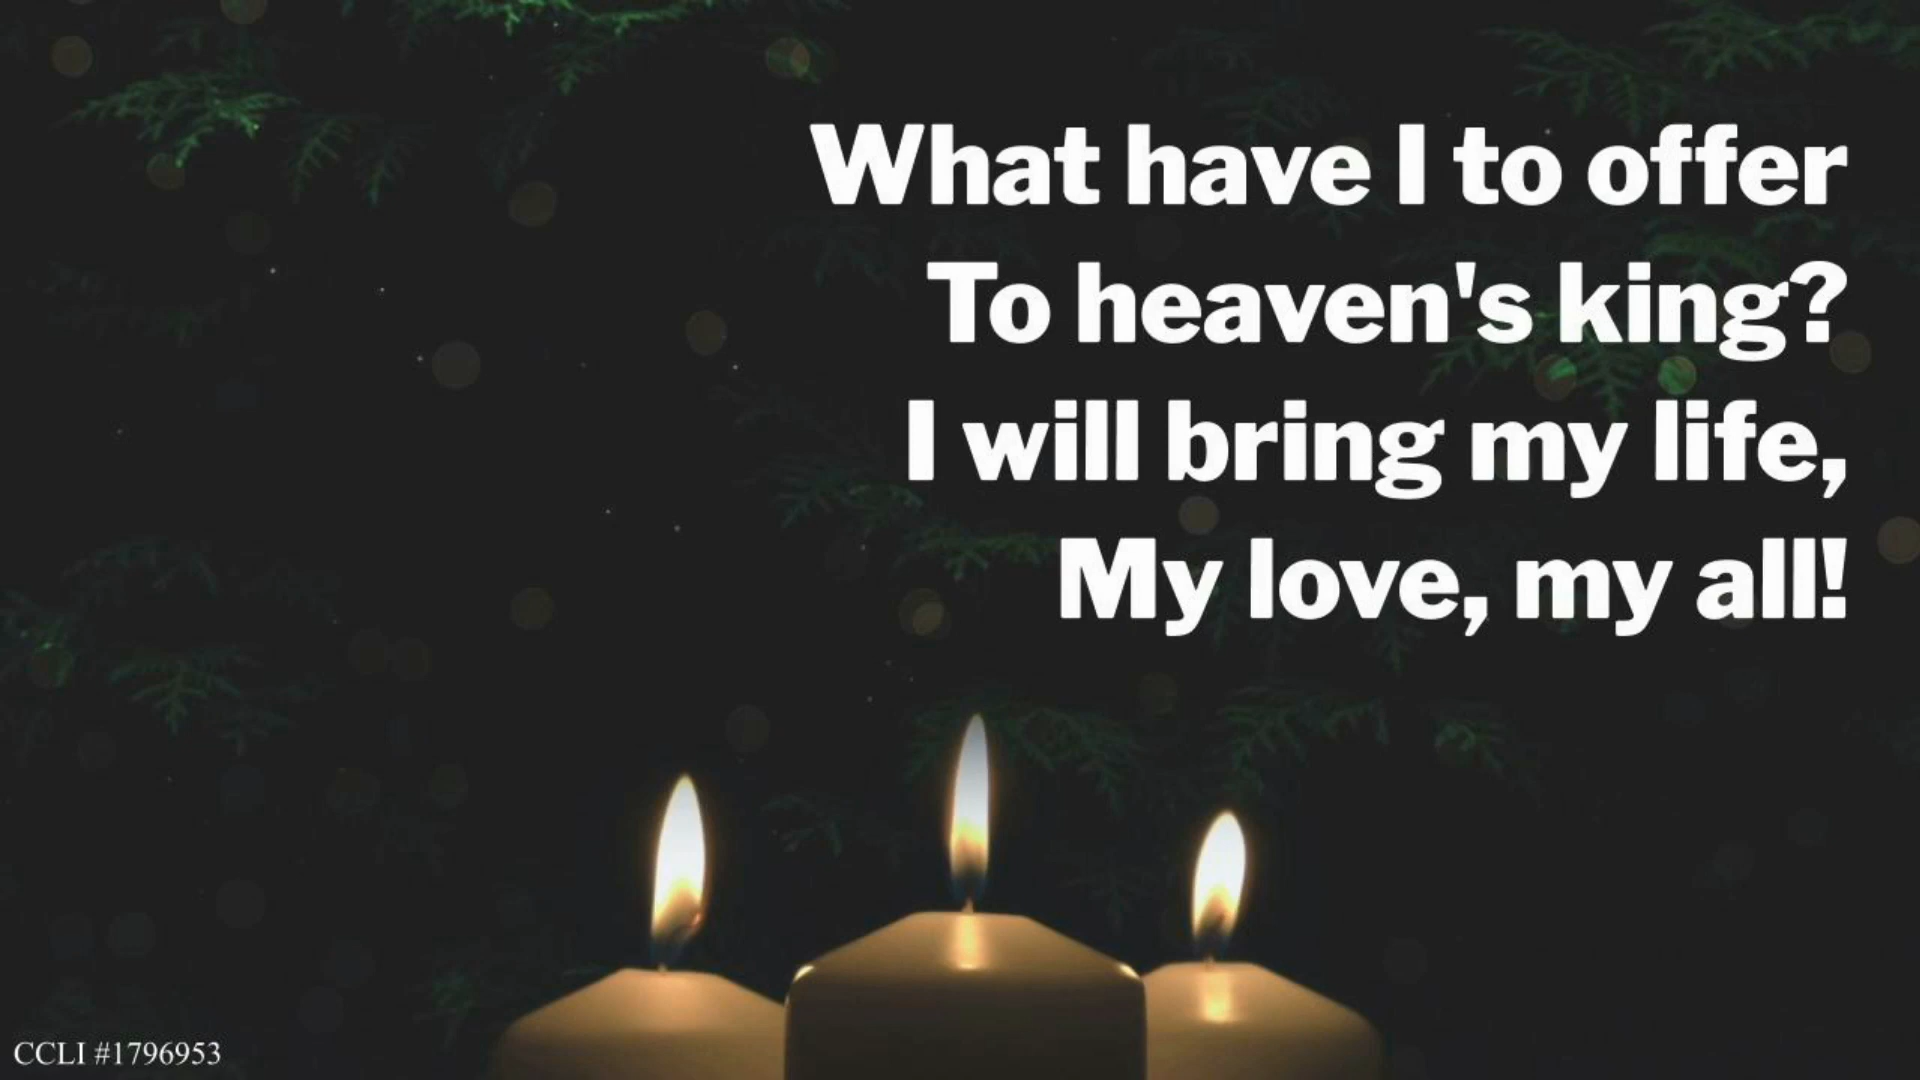 What have I to offer
To heaven's king?
I will bring my life,
My love, my all!
CCLI #1796953